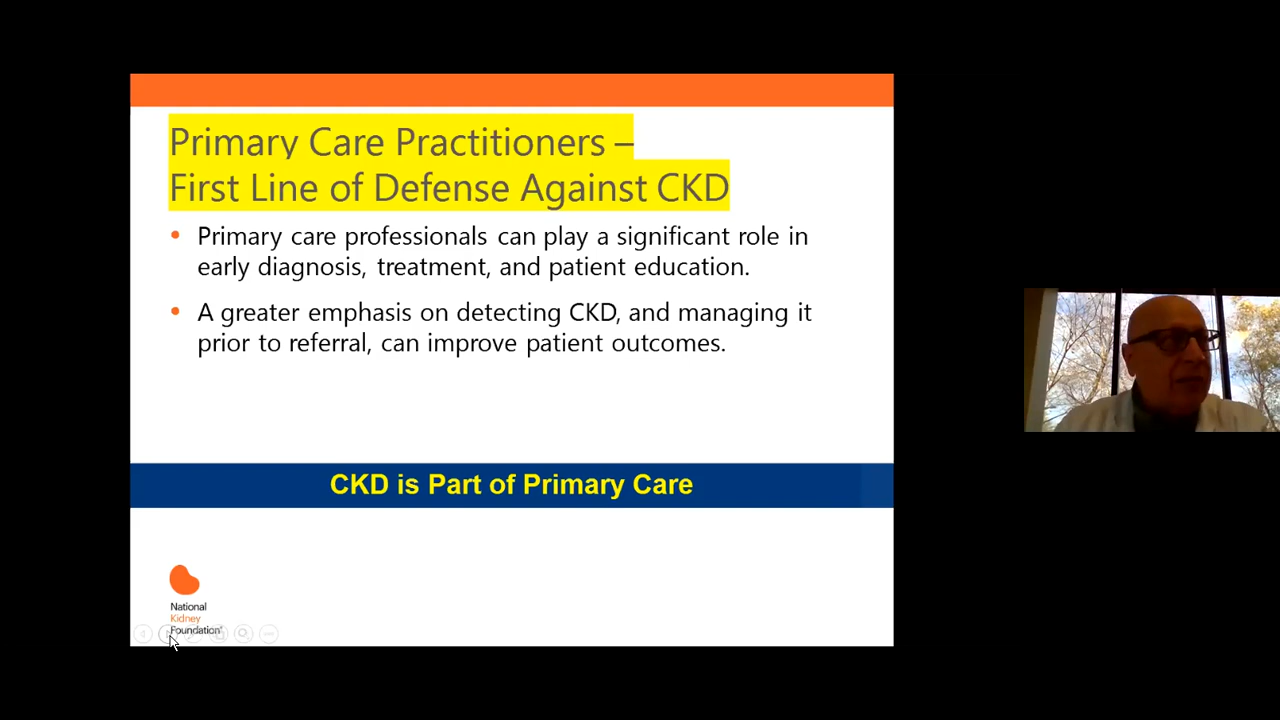 Primary Care Practitioners –
First Line of Defense Against CKD
• Primary care professionals can play a significant role in
early diagnosis, treatment, and patient education.
• A greater emphasis on detecting CKD, and managing it
prior to referral, can improve patient outcomes.
CKD is Part of Primary Care
National
Kidney
Foundation®